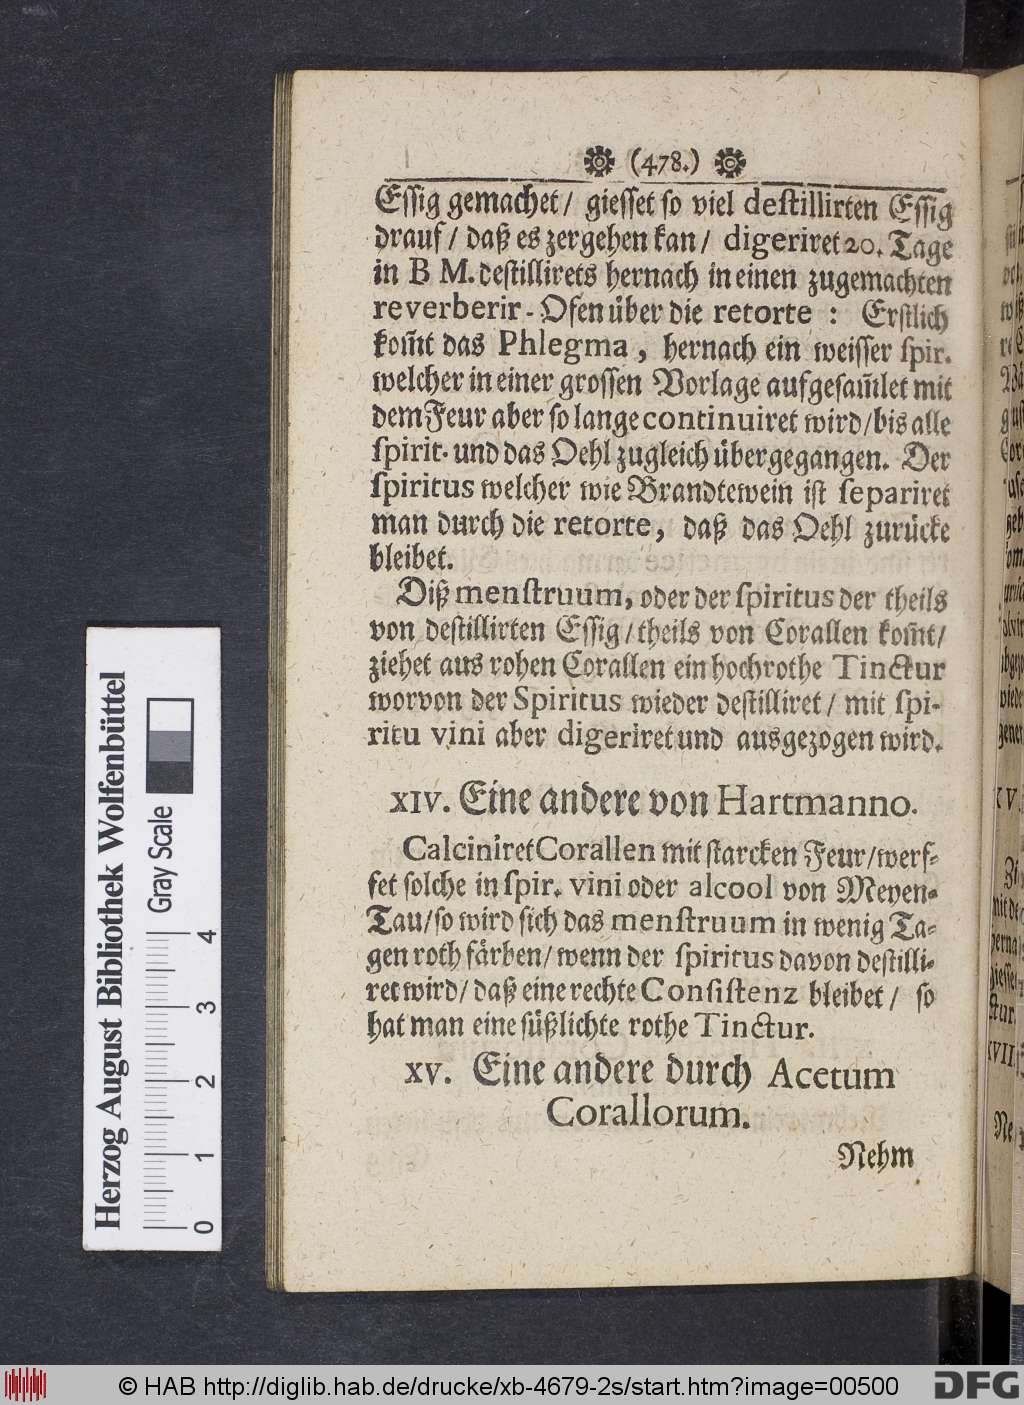 (478.)
Essig gemachet / giesset so viel destillirten Essig
drauf / daß es zergehen kan / digeriret 20. Tage
in B M. destillirets hernach in einen zugemachten
reverberir-Ofen über die retorte : Erstlich
kom̃t das Phlegma, hernach ein weisser spir.
welcher in einer grossen Vorlage aufgesam̃let mit
dem Feur aber so lange continuiret wird/bis alle
spirit. und das Oehl zugleich übergegangen. Der
spiritus welcher wie Brandtewein ist separiret
man durch die retorte, daß das Oehl zurücke
bleibet.
Diß menstruum, oder der spiritus der theils
von destillirten Essig / theils von Corallen kom̃t/
ziehet aus rohen Corallen ein hochrothe Tinctur
worvon der Spiritus wieder destilliret / mit spi-
ritu vini aber digeriret und ausgezogen wird.
XIV. Eine andere von Hartmanno.
Calciniret Corallen mit starcken Feur/werf-
fet solche in spir. vini oder alcool von Meyen-
Tau/so wird sich das menstruum in wenig Ta-
gen roth färben/ wenn der spiritus davon destilli-
ret wird/ daß eine rechte Consistenz bleibet / so
hat man eine süßlichte rothe Tinctur.
XV. Eine andere durch Acetum
Corallorum.
Nehm
Herzog August Bibliothek Wolfenbüttel
Gray Scale
0 1 2 3 4
© HAB http://diglib.hab.de/drucke/xb-4679-2s/start.htm?image=00500
DFG